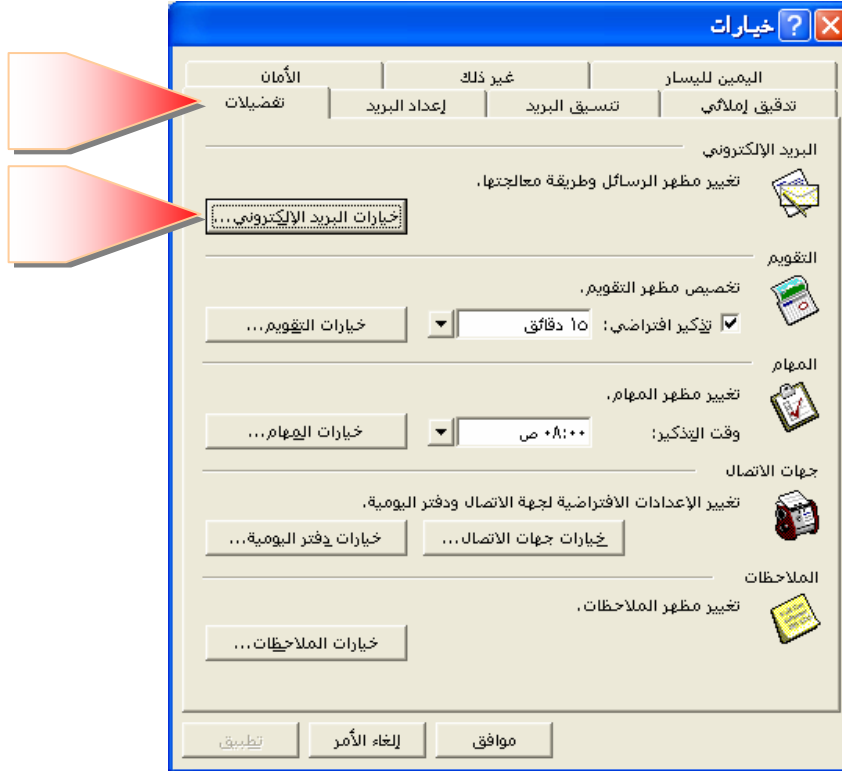 خيارات
اليمين لليسار غير ذلك الأمان
تدقيق إملائي تنسيق البريد إعداد البريد تفضيلات
البريد الإلكتروني
تغيير مظهر الرسائل وطريقة معالجتها.
خيارات البريد الإلكتروني...
التقويم
تخصيص مظهر التقويم.
تذكير افتراضي: ١٥ دقائق خيارات التقويم...
المهام
تغيير مظهر المهام.
وقت التذكير: ٠٨:٠٠ ص خيارات المهام...
جهات الاتصال
تغيير الإعدادات الافتراضية لجهة الاتصال ودفتر اليومية.
خيارات جهات الاتصال... خيارات دفتر اليومية...
الملاحظات
تغيير مظهر الملاحظات.
خيارات الملاحظات...
موافق إلغاء الأمر تطبيق